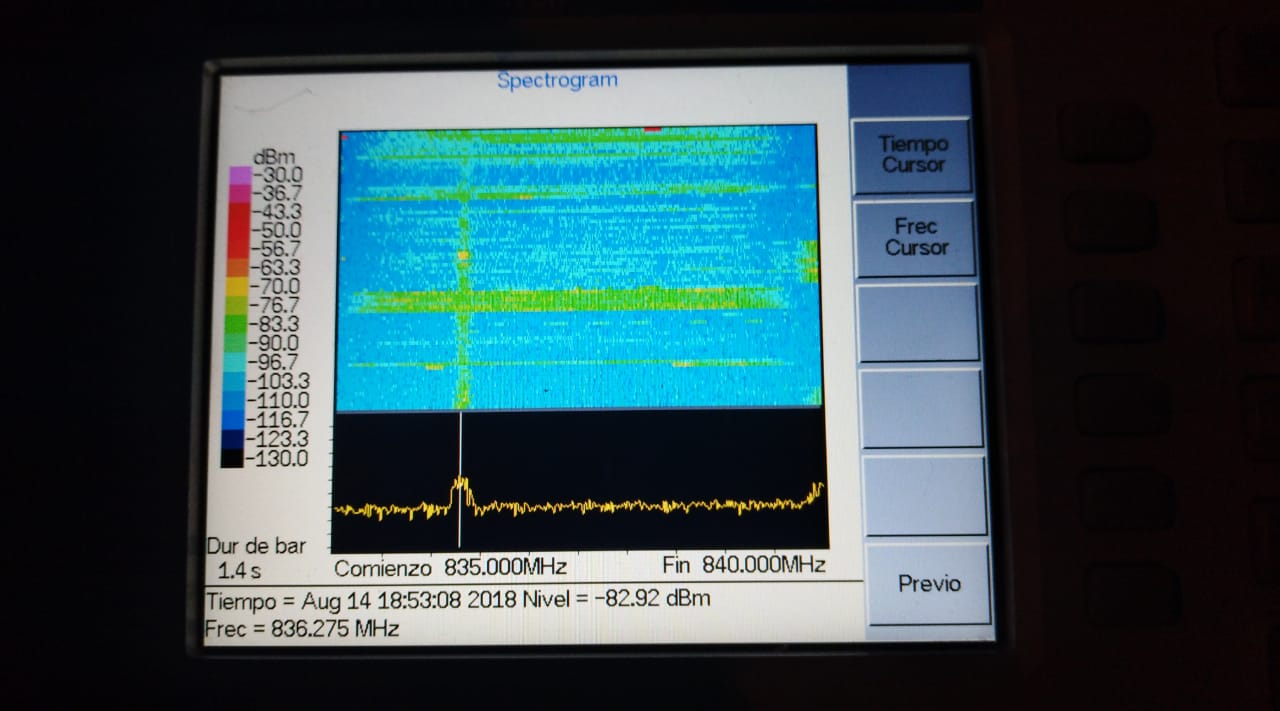 Spectrogram
dBm
-30.0
-36.7
-43.3
-50.0
-56.7
-63.3
-70.0
-76.7
-83.3
-90.0
-96.7
-103.3
-110.0
-116.7
-123.3
-130.0
Dur de bar
1.4 s
Comienzo 835.000MHz Fin 840.000MHz
Tiempo = Aug 14 18:53:08 2018 Nivel = -82.92 dBm
Frec = 836.275 MHz
Tiempo
Cursor
Frec
Cursor
Previo